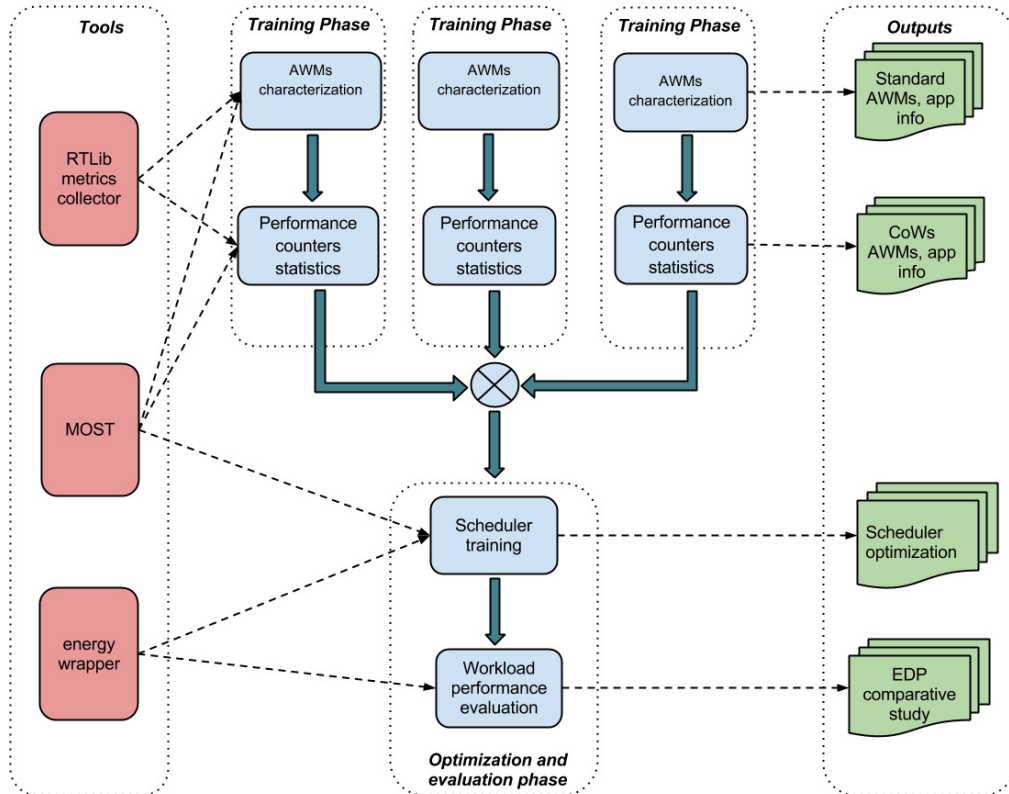 Tools
Training Phase
Training Phase
Training Phase
Outputs
AWMs
characterization
AWMs
characterization
AWMs
characterization
Standard
AWMs, app
info
RTLib
metrics
collector
Performance
counters
statistics
Performance
counters
statistics
Performance
counters
statistics
CoWs
AWMs, app
info
MOST
Scheduler
training
Scheduler
optimization
energy
wrapper
Workload
performance
evaluation
EDP
comparative
study
Optimization and
evaluation phase